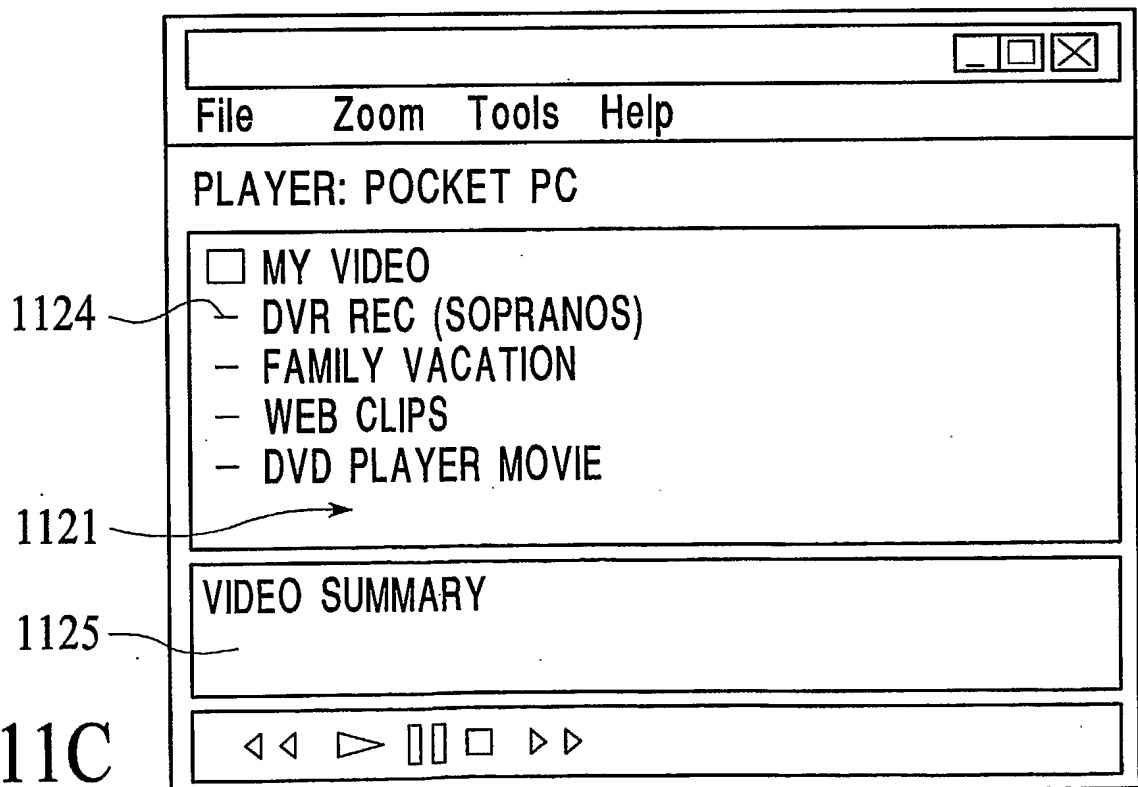 File Zoom Tools Help
PLAYER: POCKET PC
MY VIDEO
1124 – DVR REC (SOPRANOS)
– FAMILY VACATION
– WEB CLIPS
– DVD PLAYER MOVIE
1121
VIDEO SUMMARY
1125
11C